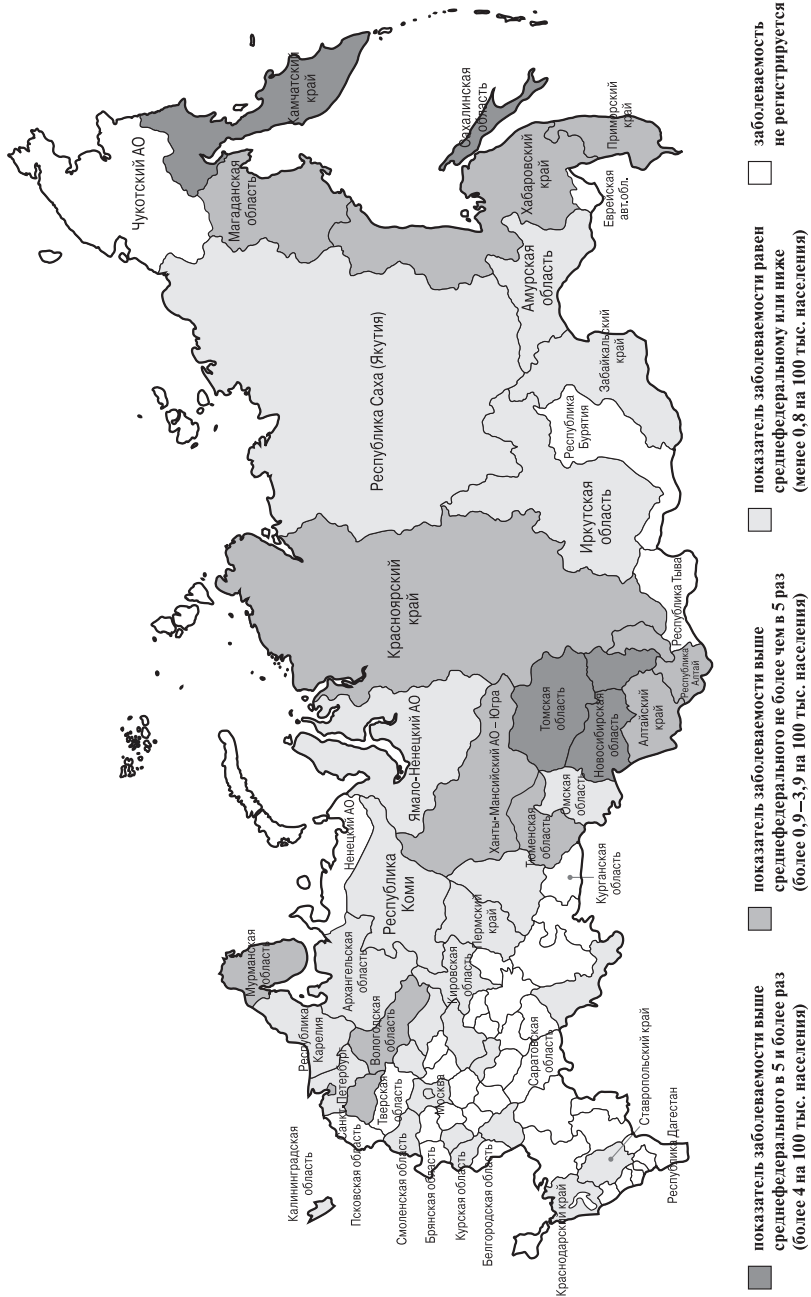 Чукотский АО
Камчатский
край
Магаданская
область
Сахалинская
область
Хабаровский
край
Приморский
край
Еврейская
авт.обл.
Амурская
область
Республика Саха (Якутия)
Забайкальский
край
Республика
Бурятия
Иркутская
область
Красноярский
край
Республика Тыва
Республика
Алтай
Алтайский
край
Томская
область
Новосибирская
область
Омская
область
Ямало-Ненецкий АО
Ханты-Мансийский АО – Югра
Тюменская
область
Курганская
область
Ненецкий АО
Республика
Коми
Пермский
край
Мурманская
область
Архангельская
область
Кировская
область
Республика
Карелия
Вологодская
область
Санкт-Петербург
Тверская
область
Москва
Саратовская
область
Калининградская
область
Псковская область
Смоленская область
Брянская область
Курская область
Белгородская область
Краснодарский край
Ставропольский край
Республика Дагестан
показатель заболеваемости выше
среднефедерального в 5 и более раз
(более 4 на 100 тыс. населения)
показатель заболеваемости выше
среднефедерального не более чем в 5 раз
(более 0,9–3,9 на 100 тыс. населения)
показатель заболеваемости равен
среднефедеральному или ниже
(менее 0,8 на 100 тыс. населения)
заболеваемость
не регистрируется